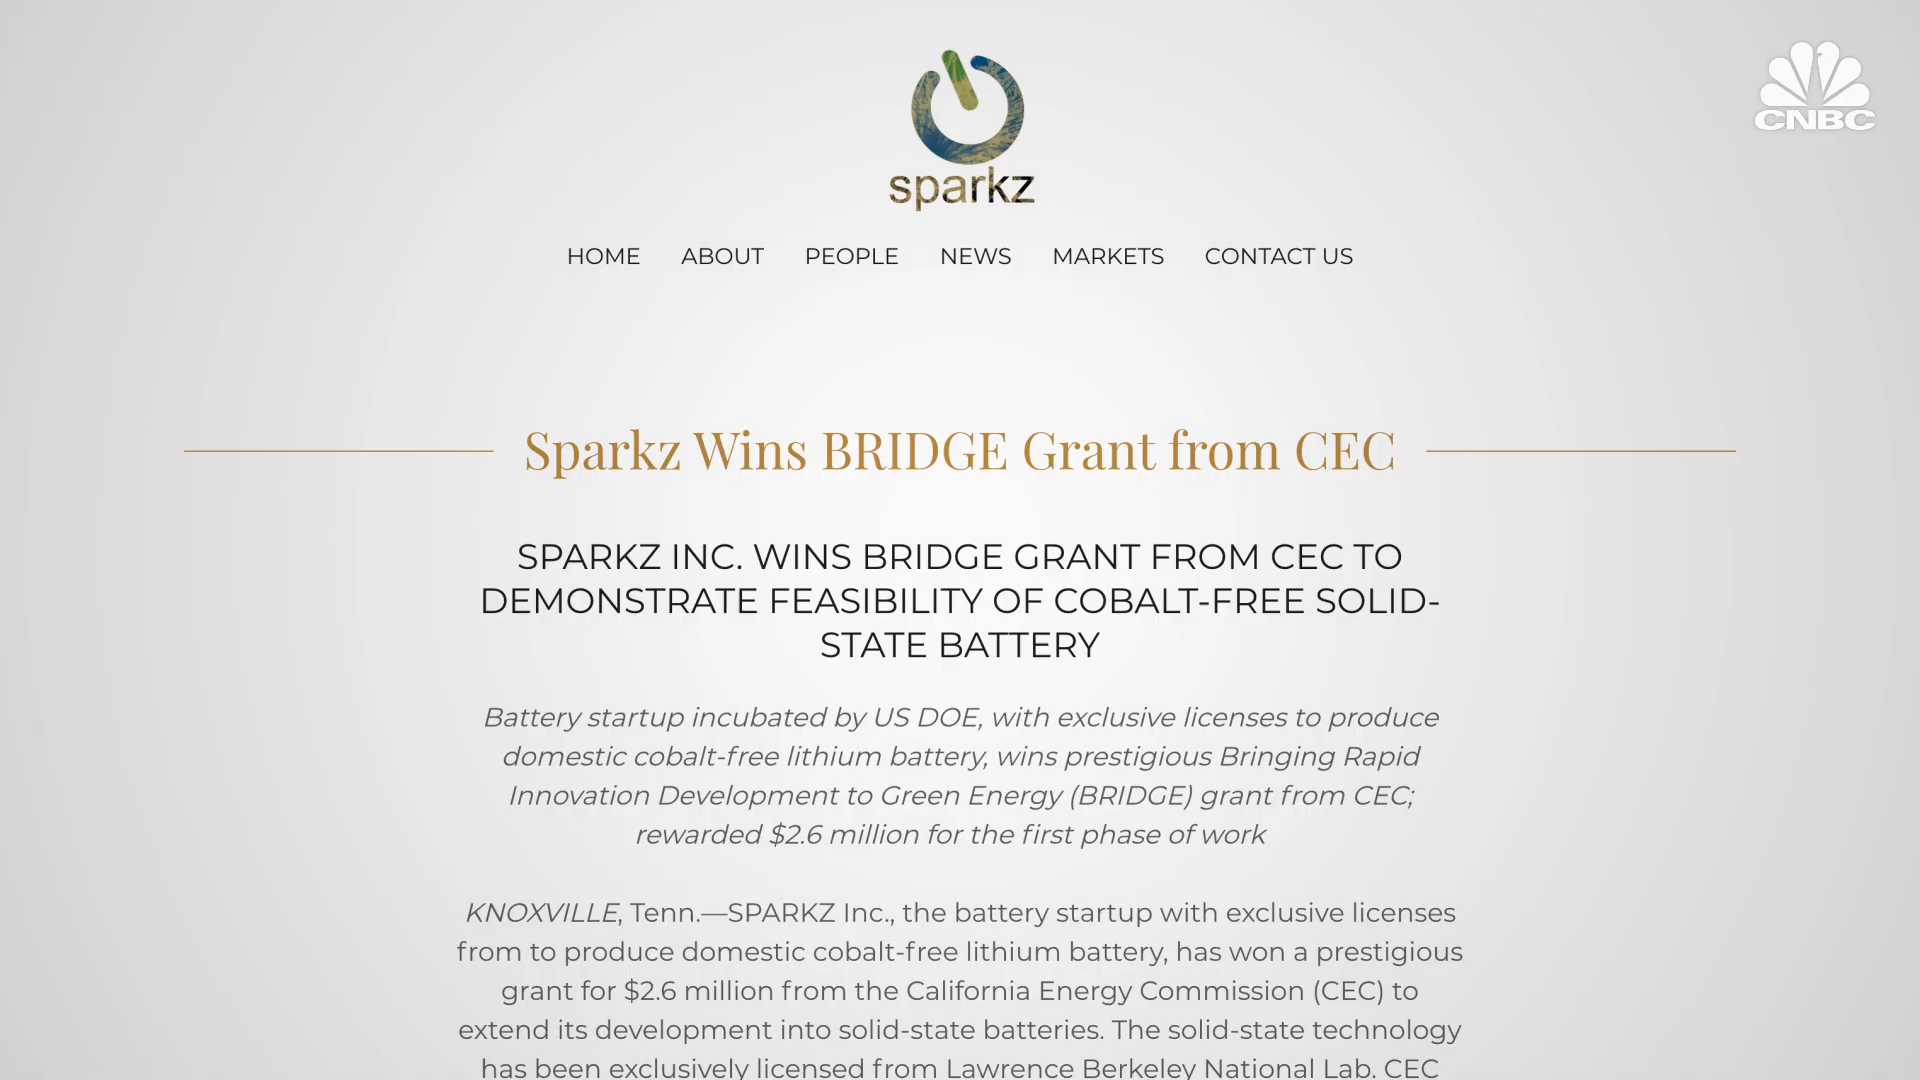 CNBC
sparkz
HOME ABOUT PEOPLE NEWS MARKETS CONTACT US
Sparkz Wins BRIDGE Grant from CEC
SPARKZ INC. WINS BRIDGE GRANT FROM CEC TO
DEMONSTRATE FEASIBILITY OF COBALT-FREE SOLID-
STATE BATTERY
Battery startup incubated by US DOE, with exclusive licenses to produce
domestic cobalt-free lithium battery, wins prestigious Bringing Rapid
Innovation Development to Green Energy (BRIDGE) grant from CEC;
rewarded $2.6 million for the first phase of work
KNOXVILLE, Tenn.—SPARKZ Inc., the battery startup with exclusive licenses
from to produce domestic cobalt-free lithium battery, has won a prestigious
grant for $2.6 million from the California Energy Commission (CEC) to
extend its development into solid-state batteries. The solid-state technology
has been exclusively licensed from Lawrence Berkeley National Lab. CEC